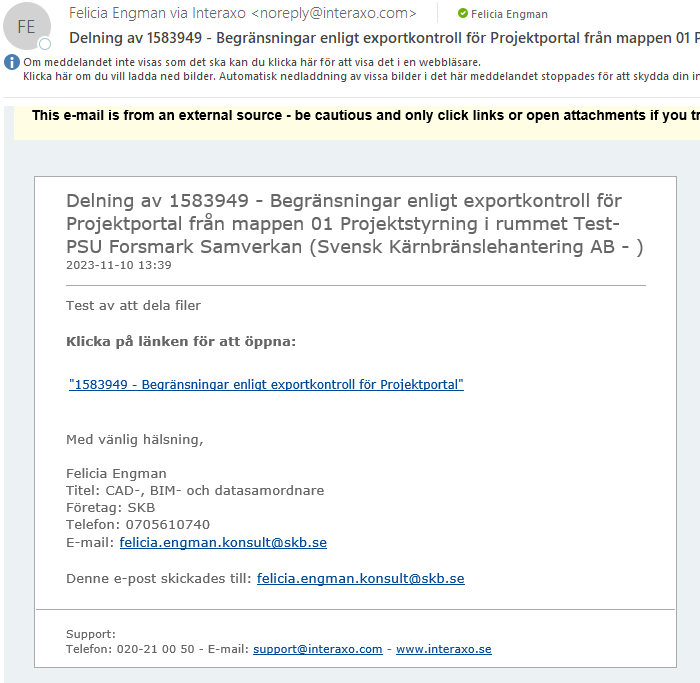 FE
Felicia Engman via Interaxo <noreply@interaxo.com>
Felicia Engman
Delning av 1583949 - Begränsningar enligt exportkontroll för Projektportal från mappen 01 P
Om meddelandet inte visas som det ska kan du klicka här för att visa det i en webbläsare.
Klicka här om du vill ladda ned bilder. Automatisk nedladdning av vissa bilder i det här meddelandet stoppades för att skydda din in
This e-mail is from an external source - be cautious and only click links or open attachments if you tr
Delning av 1583949 - Begränsningar enligt exportkontroll för
Projektportal från mappen 01 Projektstyrning i rummet Test-
PSU Forsmark Samverkan (Svensk Kärnbränslehantering AB - )
2023-11-10 13:39
Test av att dela filer
Klicka på länken för att öppna:
"1583949 - Begränsningar enligt exportkontroll för Projektportal"
Med vänlig hälsning,
Felicia Engman
Titel: CAD-, BIM- och datasamordnare
Företag: SKB
Telefon: 0705610740
E-mail: felicia.engman.konsult@skb.se
Denne e-post skickades till: felicia.engman.konsult@skb.se
Support:
Telefon: 020-21 00 50 - E-mail: support@interaxo.com - www.interaxo.se